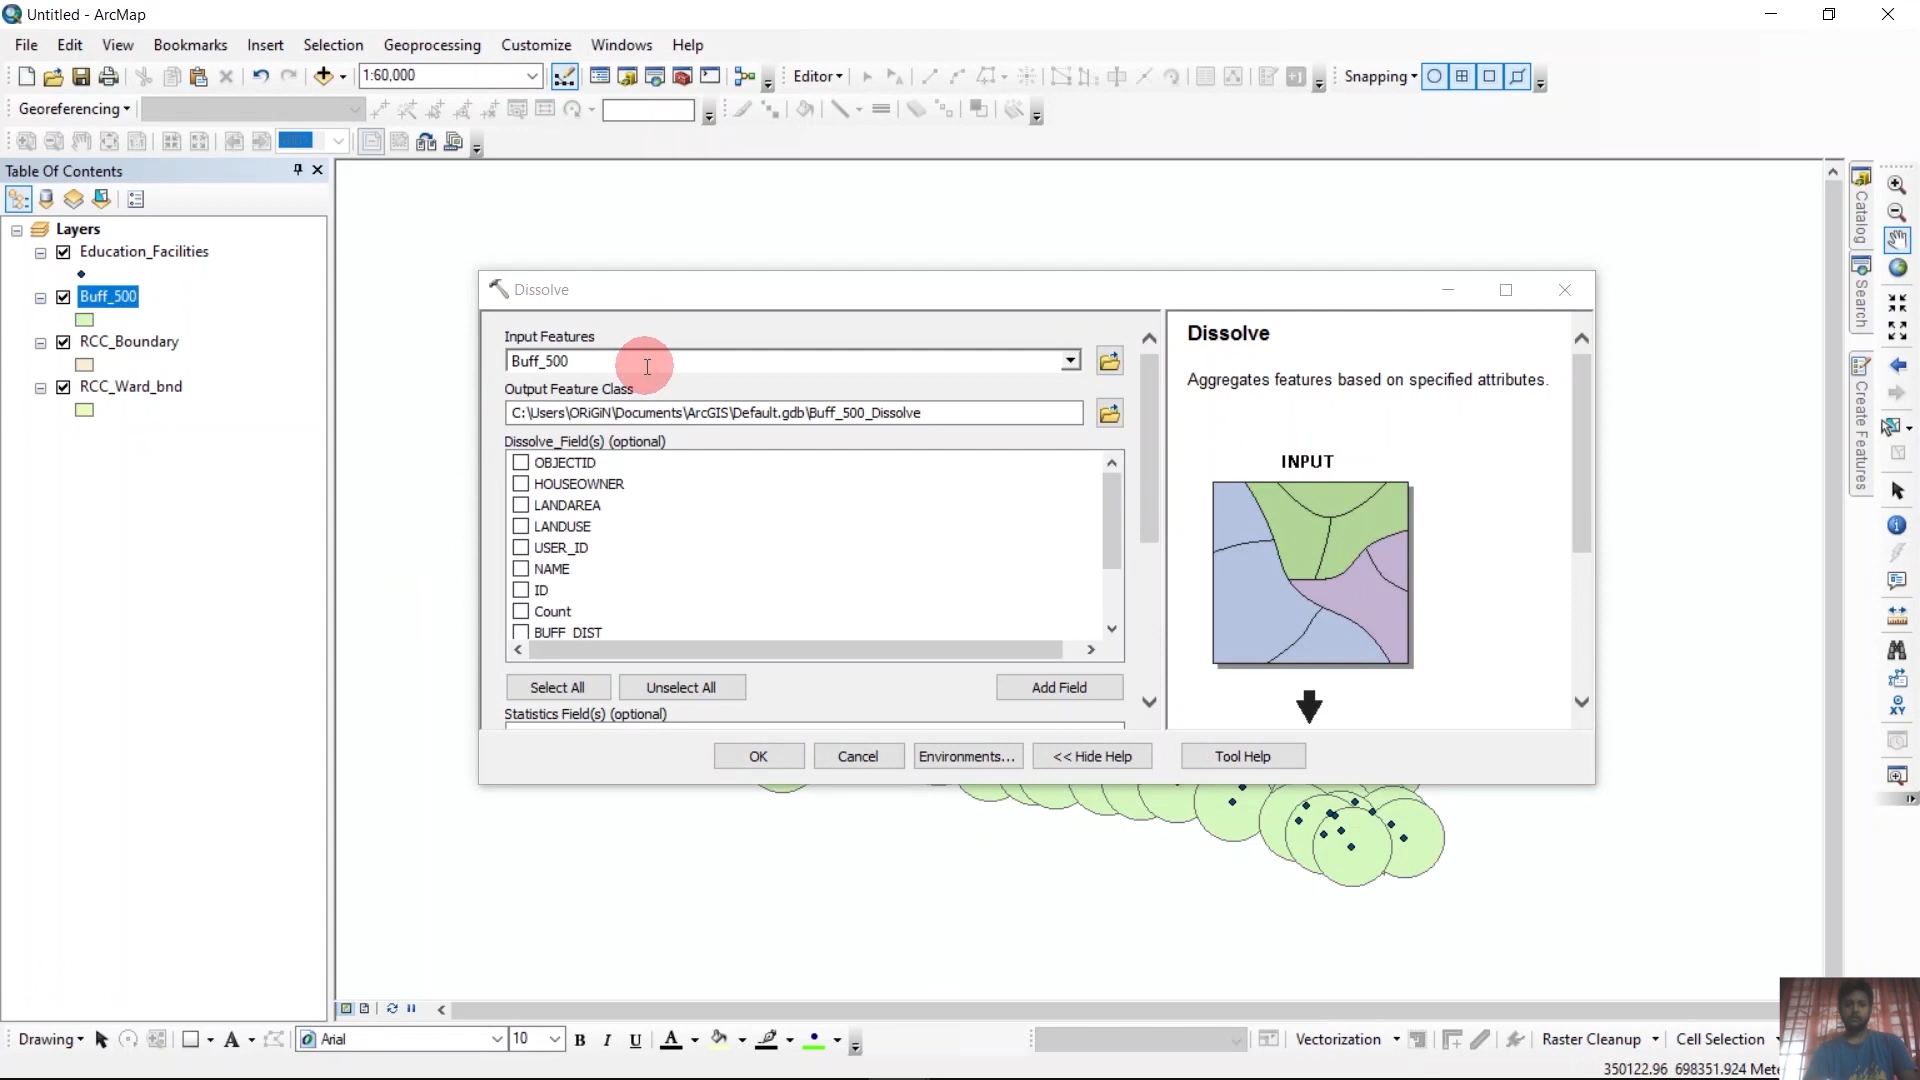 Untitled - ArcMap
File Edit View Bookmarks Insert Selection Geoprocessing Customize Windows Help
1:60,000 Editor Snapping
Georeferencing
Table Of Contents
Layers
Education_Facilities
Buff_500
RCC_Boundary
RCC_Ward_bnd
Dissolve
Input Features
Buff_500
Output Feature Class
C:\Users\ORiGiN\Documents\ArcGIS\Default.gdb\Buff_500_Dissolve
Dissolve_Field(s) (optional)
OBJECTID
HOUSEOWNER
LANDAREA
LANDUSE
USER_ID
NAME
ID
Count
BUFF_DIST
Select All Unselect All Add Field
Statistics Field(s) (optional)
OK Cancel Environments... << Hide Help Tool Help
Dissolve
Aggregates features based on specified attributes.
INPUT
Catalog
Search
Create Features
XY
Drawing A Arial 10 B I U A Vectorization Raster Cleanup Cell Selection
350122.96 698351.924 Mete